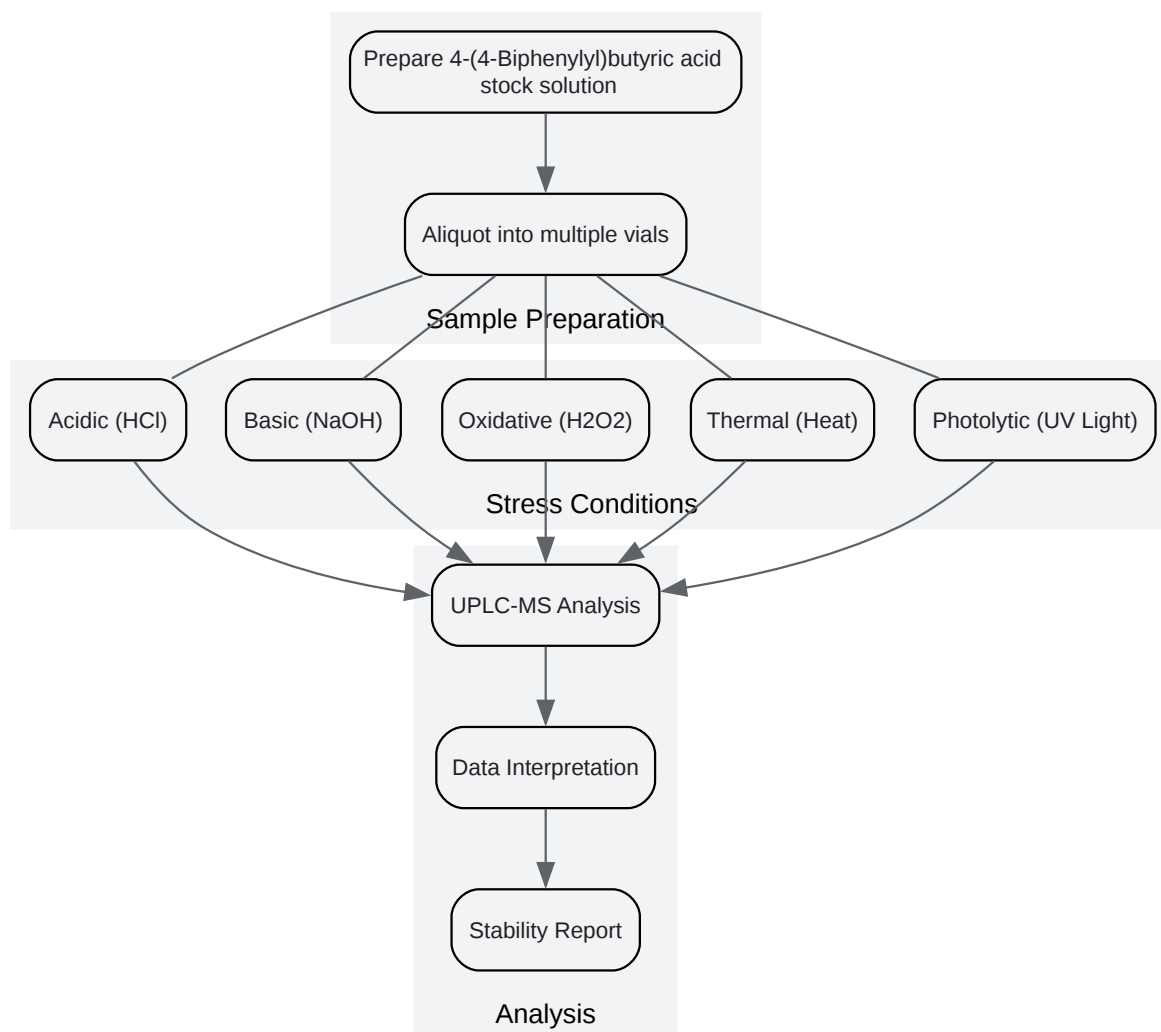 Prepare 4-(4-Biphenylyl)butyric acid
stock solution
Aliquot into multiple vials
Sample Preparation
Acidic (HCl)
Basic (NaOH)
Oxidative (H2O2)
Thermal (Heat)
Photolytic (UV Light)
Stress Conditions
UPLC-MS Analysis
Data Interpretation
Stability Report
Analysis